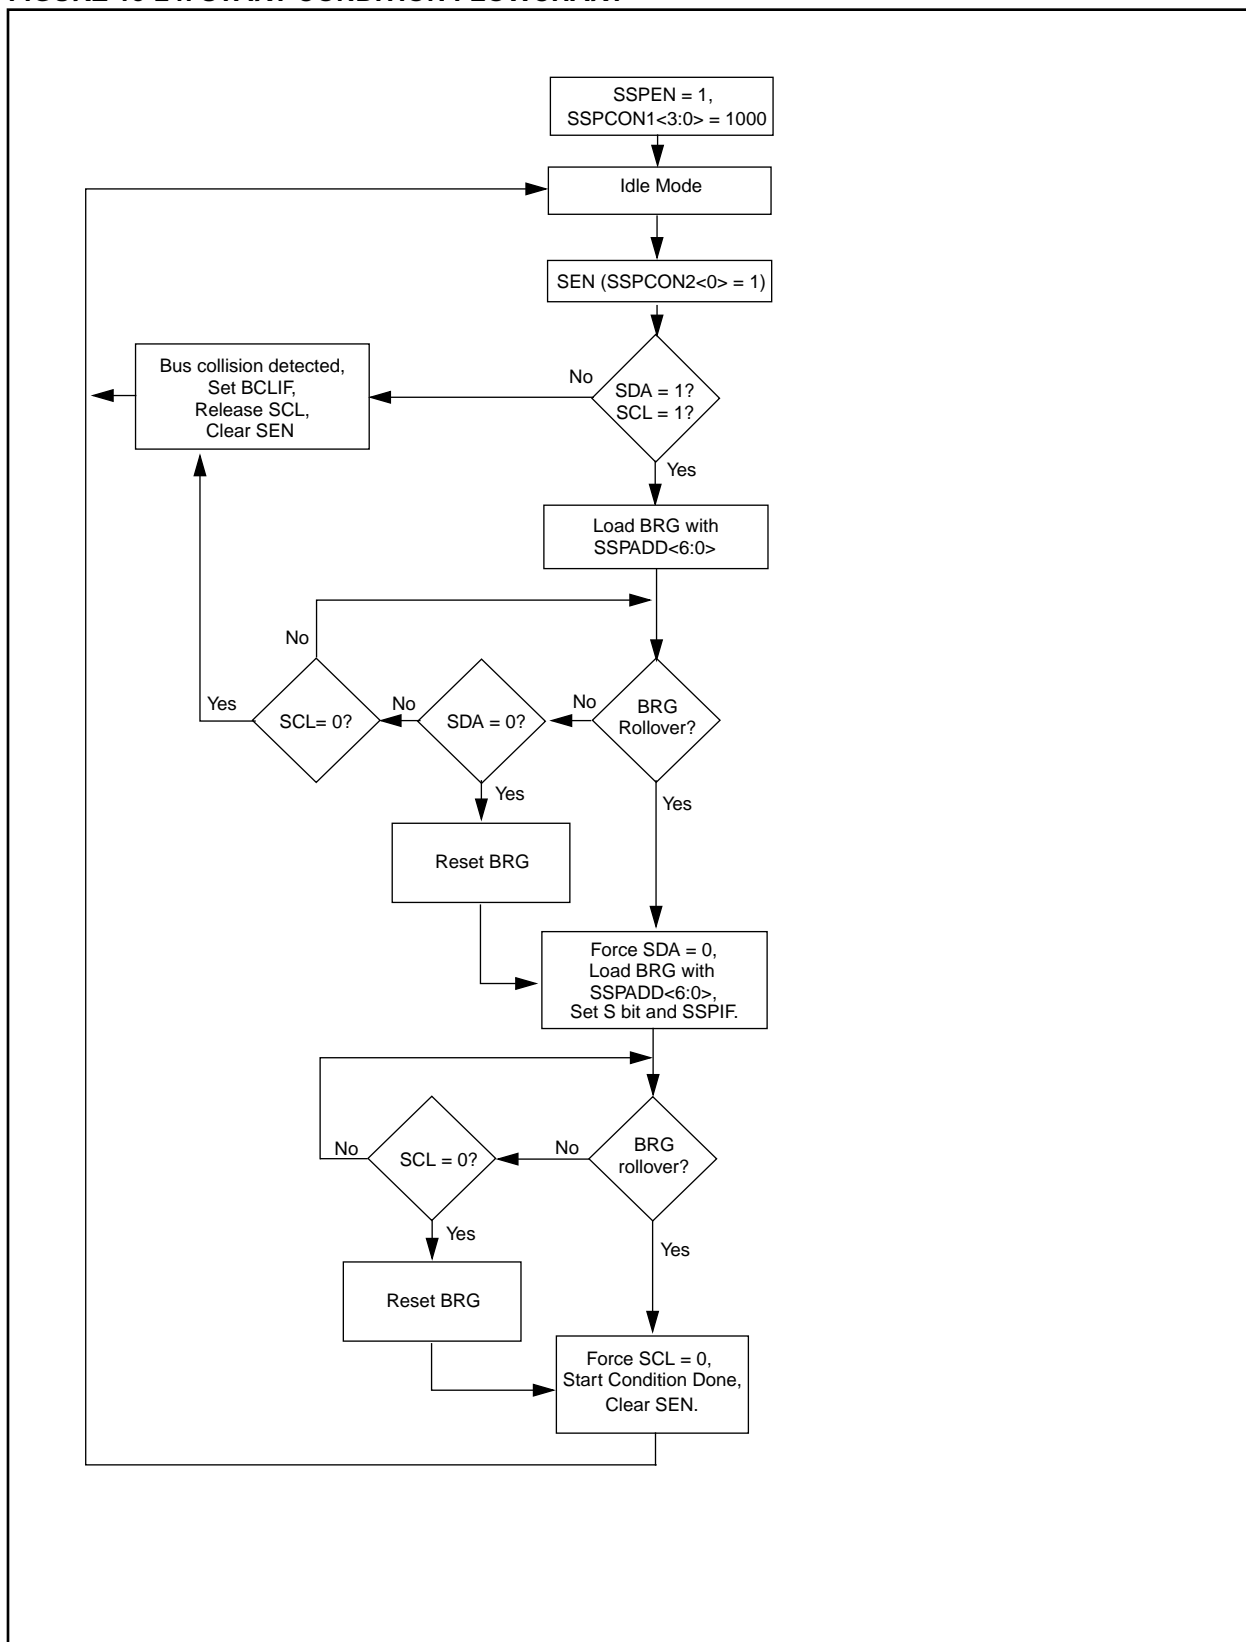 SSPEN = 1,
SSPCON1<3:0> = 1000
Idle Mode
SEN (SSPCON2<0> = 1)
Bus collision detected,
Set BCLIF,
Release SCL,
Clear SEN
No
SDA = 1?
SCL = 1?
Yes
Load BRG with
SSPADD<6:0>
No
Yes
SCL= 0?
No
SDA = 0?
No
BRG
Rollover?
Yes
Yes
Reset BRG
Force SDA = 0,
Load BRG with
SSPADD<6:0>,
Set S bit and SSPIF.
No
SCL = 0?
No
BRG
rollover?
Yes
Yes
Reset BRG
Force SCL = 0,
Start Condition Done,
Clear SEN.